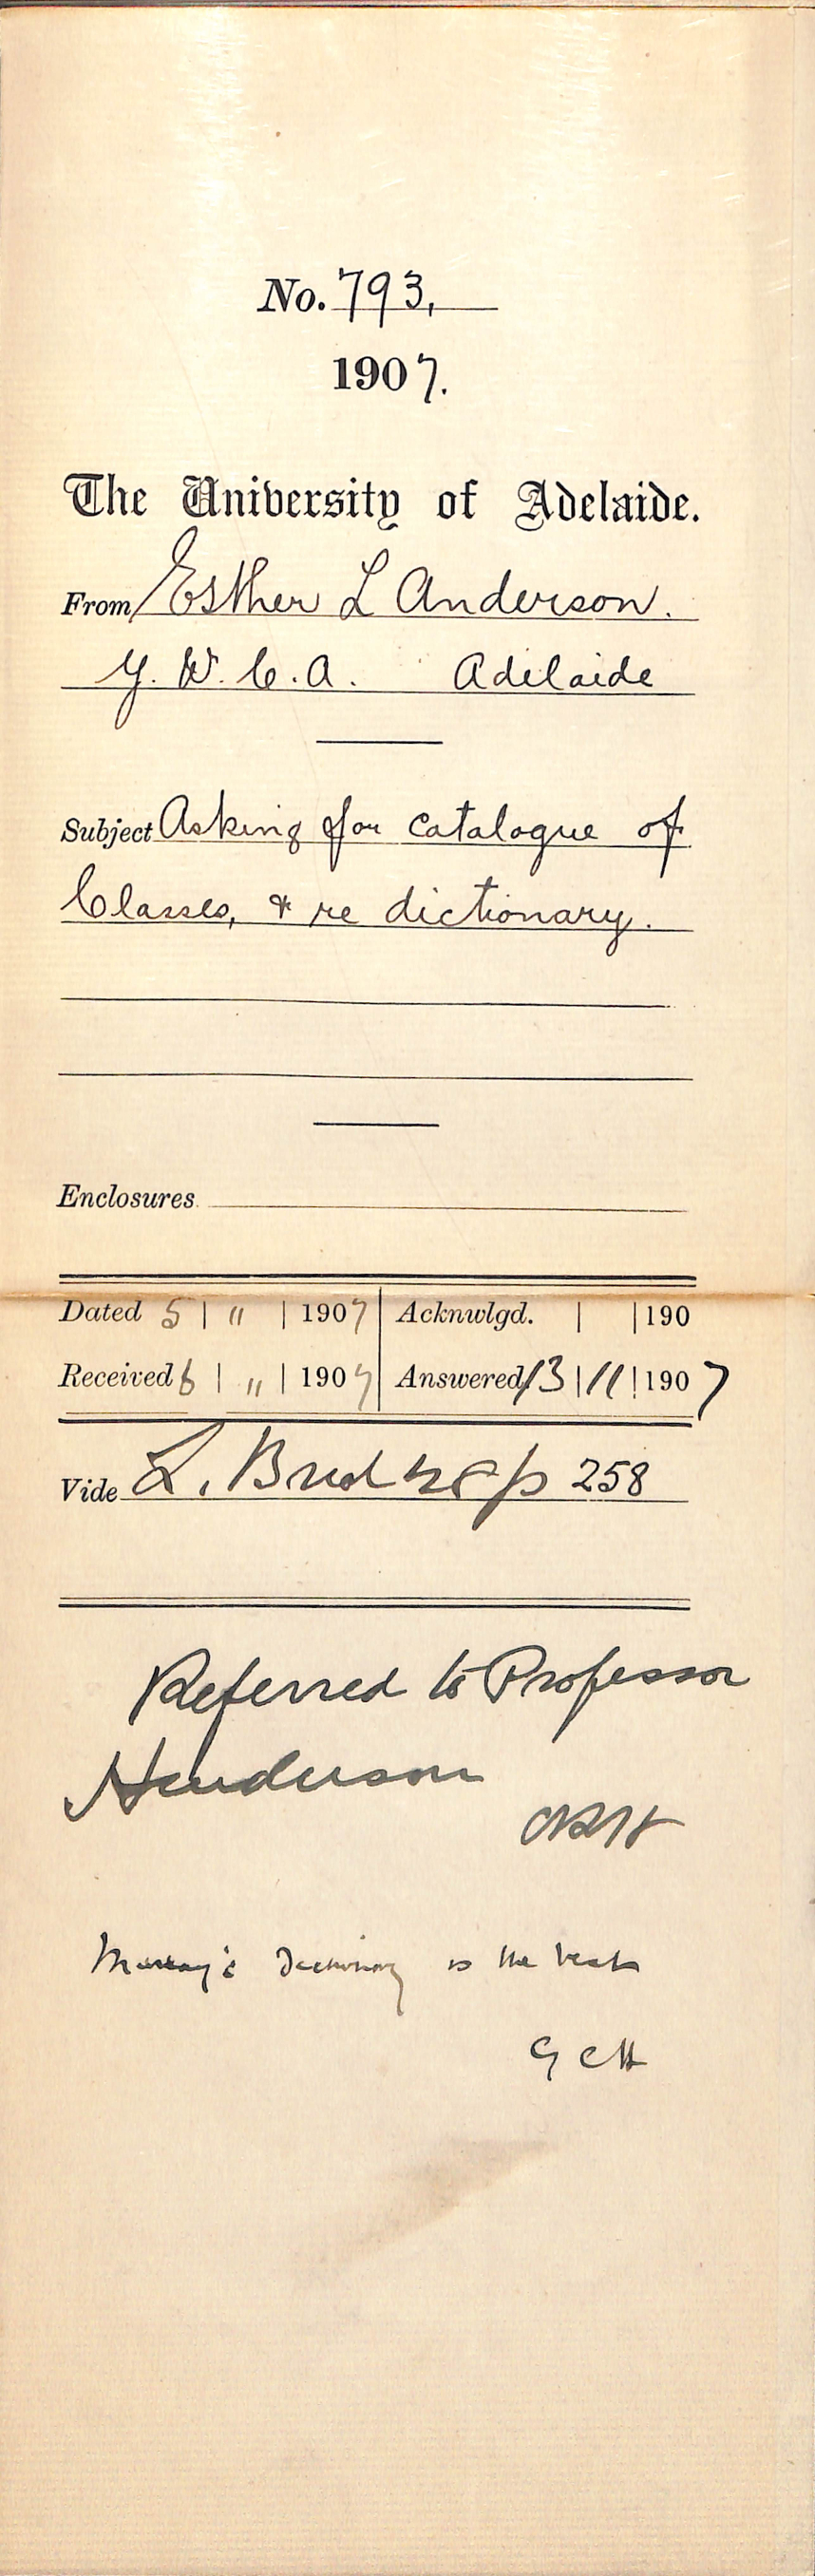 No. 793,
1907.
The University of Adelaide.
From Esther L Anderson.
Y. W. C. A. Adelaide
Subject Asking for catalogue of
Classes, & re dictionary.
Enclosures
Dated 5 | 11 | 1907 Acknwlgd. | | 190
Received 6 | 11 | 1907 Answered 13 | 11 | 1907
Vide L. p 258
Referred to Professor
Henderson
Murray's Dictionary is the best
G C H